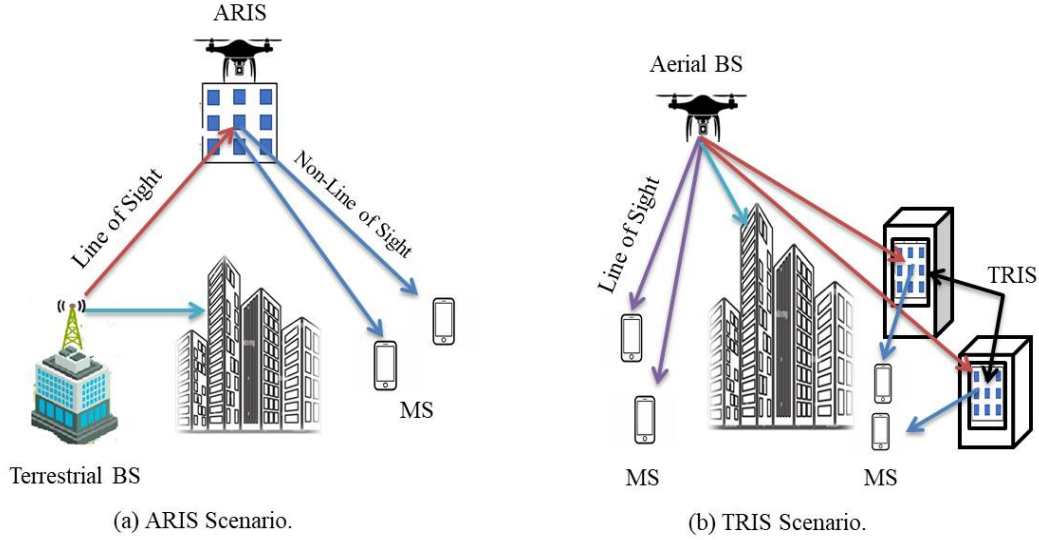 ARIS
Line of Sight
Non-Line of Sight
MS
Terrestrial BS
(a) ARIS Scenario.
Aerial BS
Line of Sight
TRIS
MS
MS
(b) TRIS Scenario.